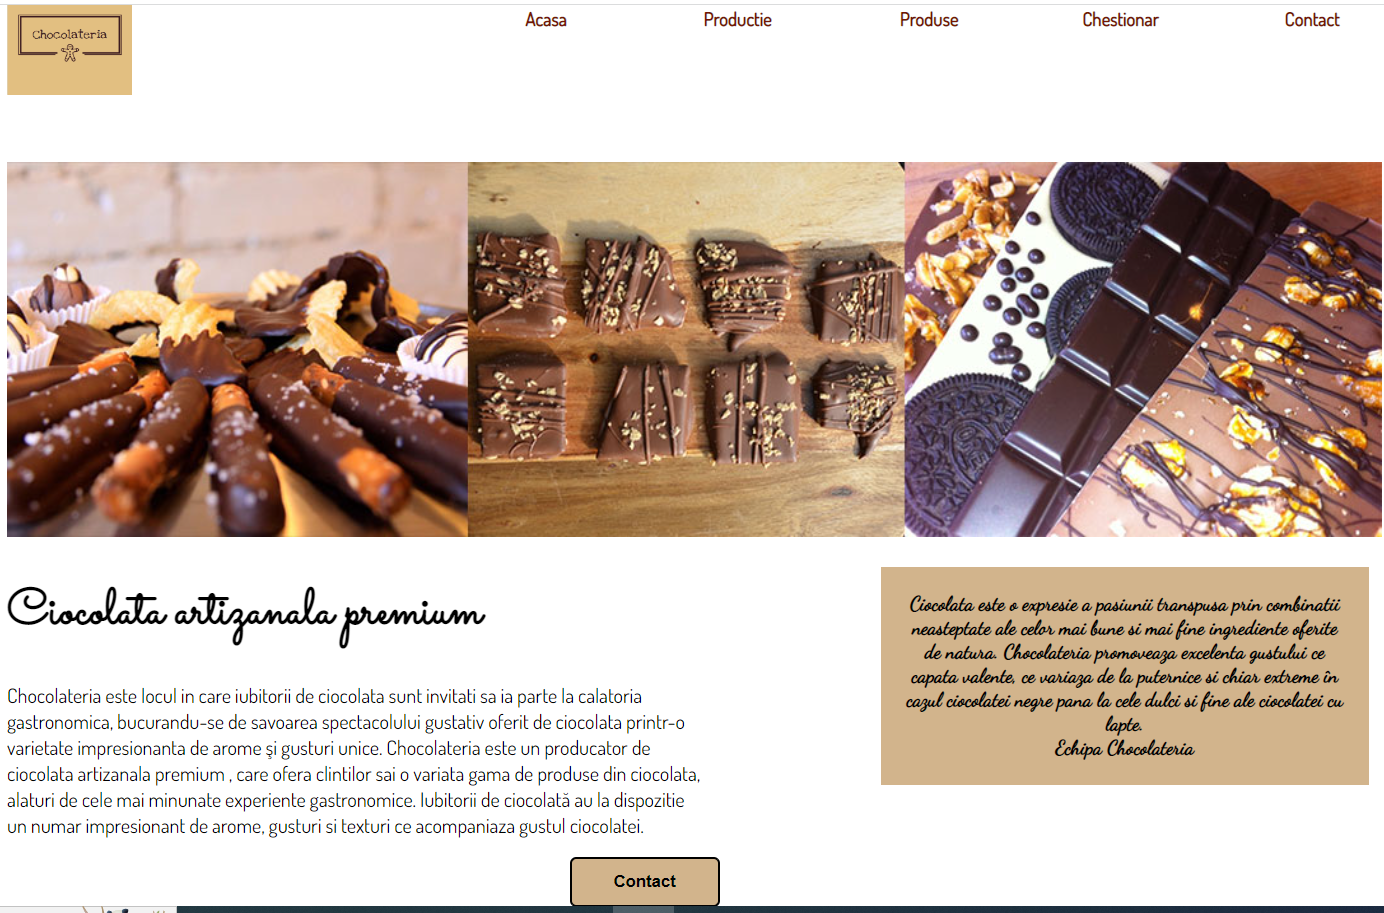 Chocolateria
Acasa Productie Produse Chestionar Contact
Ciocolata artizanala premium
Chocolateria este locul in care iubitorii de ciocolata sunt invitati sa ia parte la calatoria
gastronomica, bucurandu-se de savoarea spectacolului gustativ oferit de ciocolata printr-o
varietate impresionanta de arome și gusturi unice. Chocolateria este un producator de
ciocolata artizanala premium , care ofera clintilor sai o variata gama de produse din ciocolata,
alaturi de cele mai minunate experiente gastronomice. Iubitorii de ciocolată au la dispozitie
un numar impresionant de arome, gusturi si texturi ce acompaniaza gustul ciocolatei.
Ciocolata este o expresie a pasiunii transpusa prin combinatii
neasteptate ale celor mai bune si mai fine ingrediente oferite
de natura. Chocolateria promoveaza excelenta gustului ce
capata valente, ce variaza de la puternice si chiar extreme în
cazul ciocolatei negre pana la cele dulci si fine ale ciocolatei cu
lapte.
Echipa Chocolateria
Contact